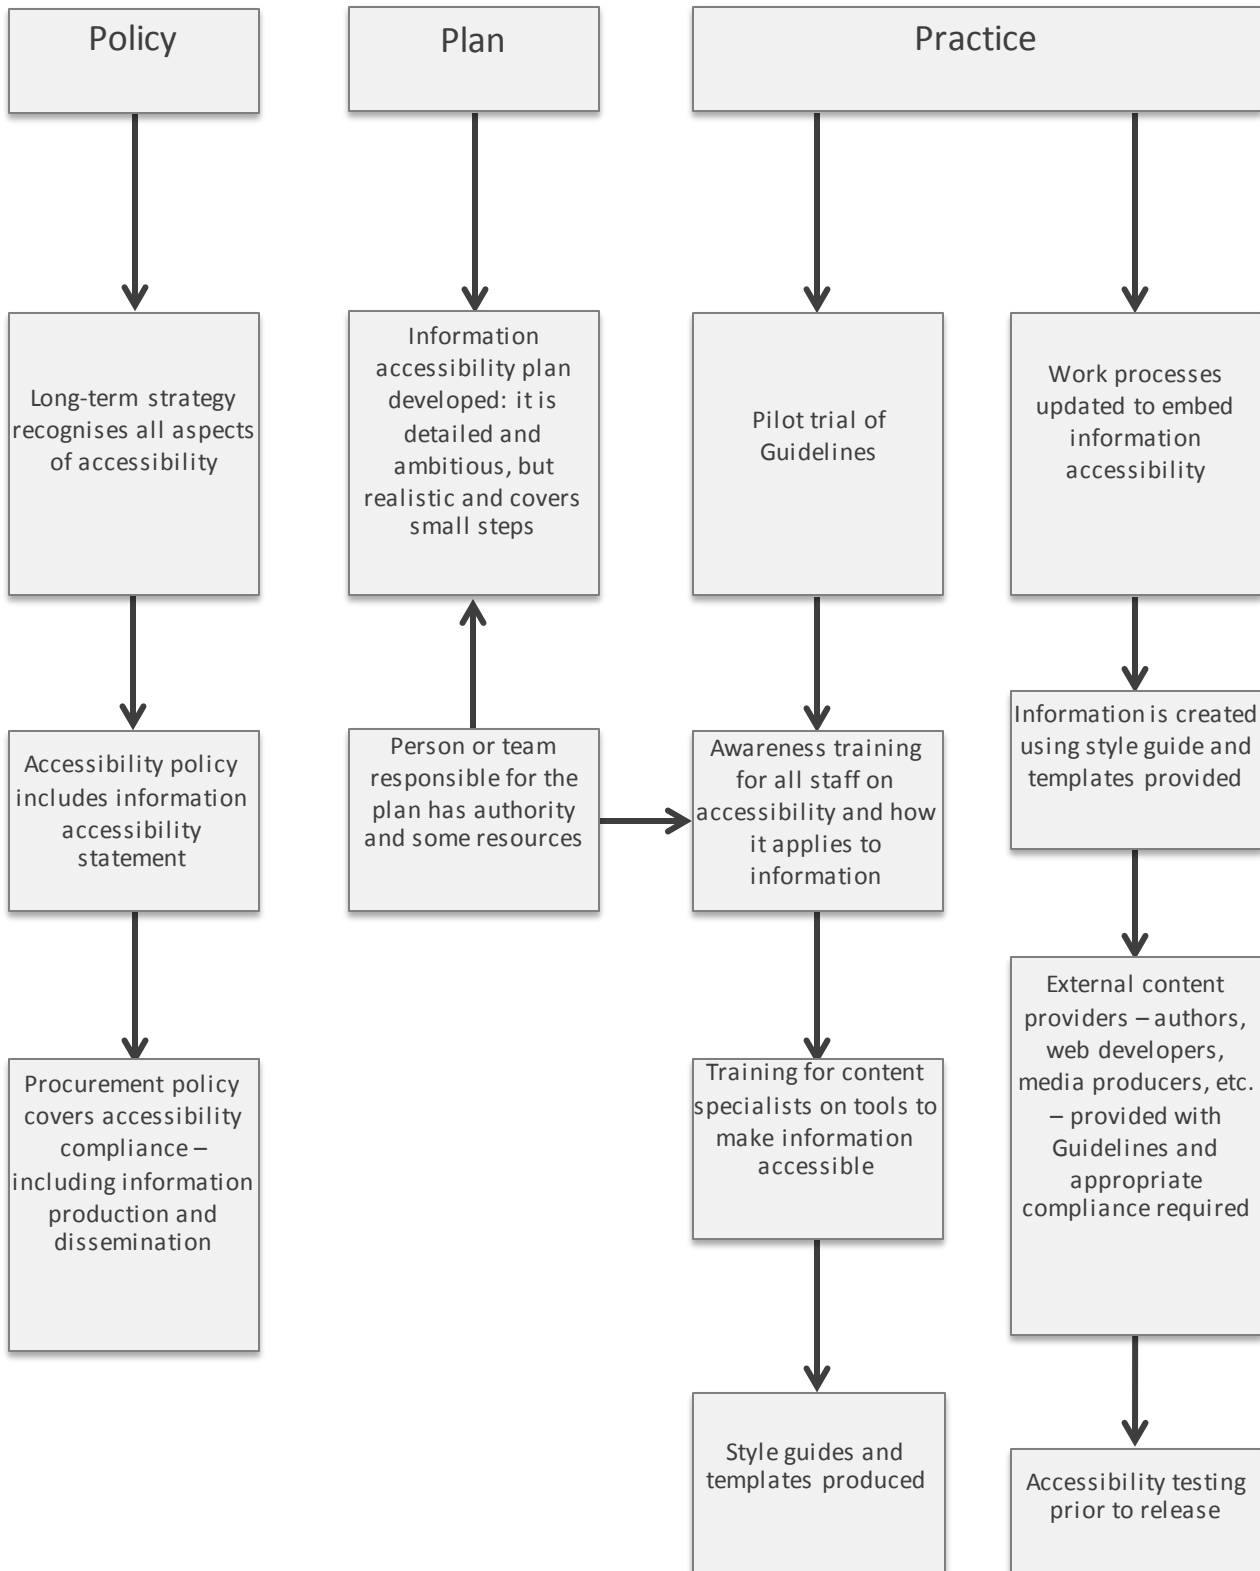 Policy
Plan
Practice
Long-term strategy
recognises all aspects
of accessibility
Information
accessibility plan
developed: it is
detailed and
ambitious, but
realistic and covers
small steps
Pilot trial of
Guidelines
Work processes
updated to embed
information
accessibility
Accessibility policy
includes information
accessibility
statement
Person or team
responsible for the
plan has authority
and some resources
Awareness training
for all staff on
accessibility and how
it applies to
information
Information is created
using style guide and
templates provided
Procurement policy
covers accessibility
compliance –
including information
production and
dissemination
Training for content
specialists on tools to
make information
accessible
External content
providers – authors,
web developers,
media producers, etc.
– provided with
Guidelines and
appropriate
compliance required
Style guides and
templates produced
Accessibility testing
prior to release